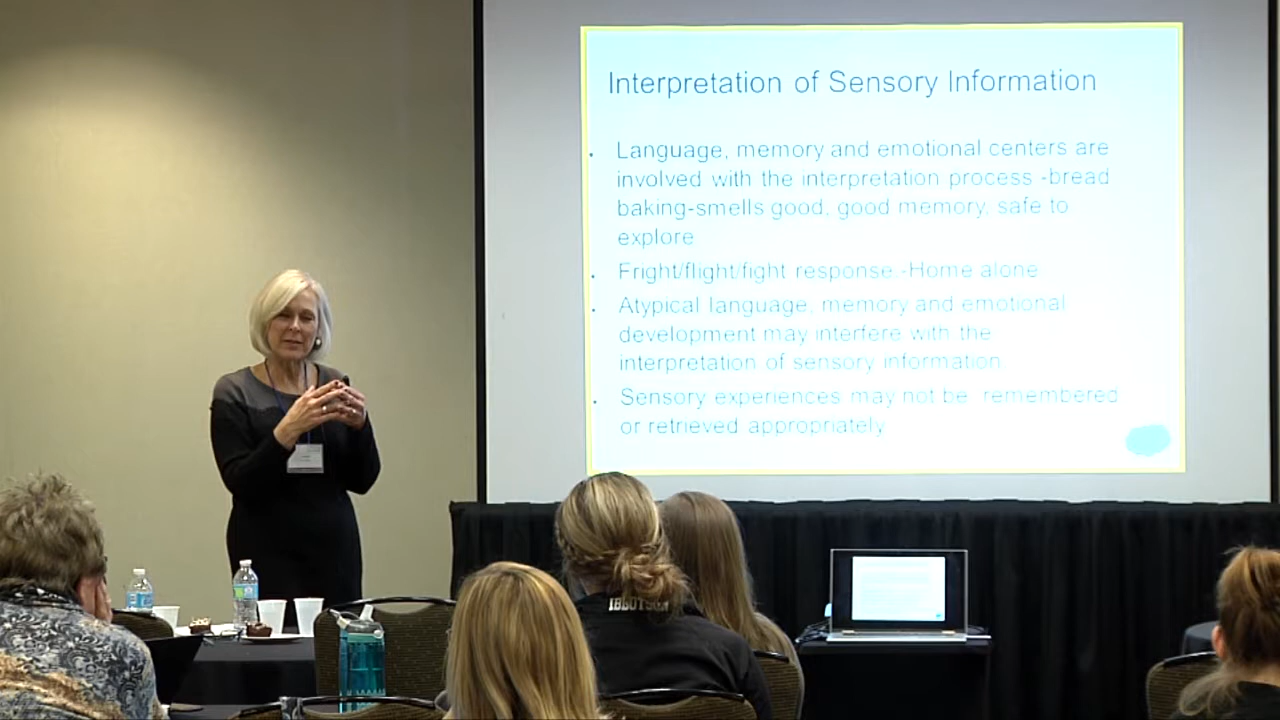 Interpretation of Sensory Information
. Language, memory and emotional centers are
involved with the interpretation process -bread
baking-smells good, good memory, safe to
explore
. Fright/flight/fight response.-Home alone
. Atypical language, memory and emotional
development may interfere with the
interpretation of sensory information.
. Sensory experiences may not be remembered
or retrieved appropriately